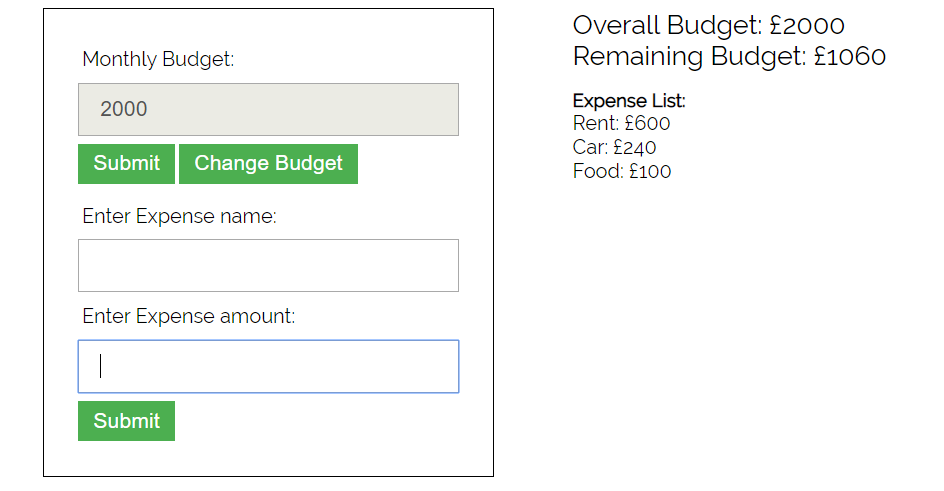 Monthly Budget:
2000
Submit Change Budget
Enter Expense name:
Enter Expense amount:
Submit
Overall Budget: £2000
Remaining Budget: £1060
Expense List:
Rent: £600
Car: £240
Food: £100